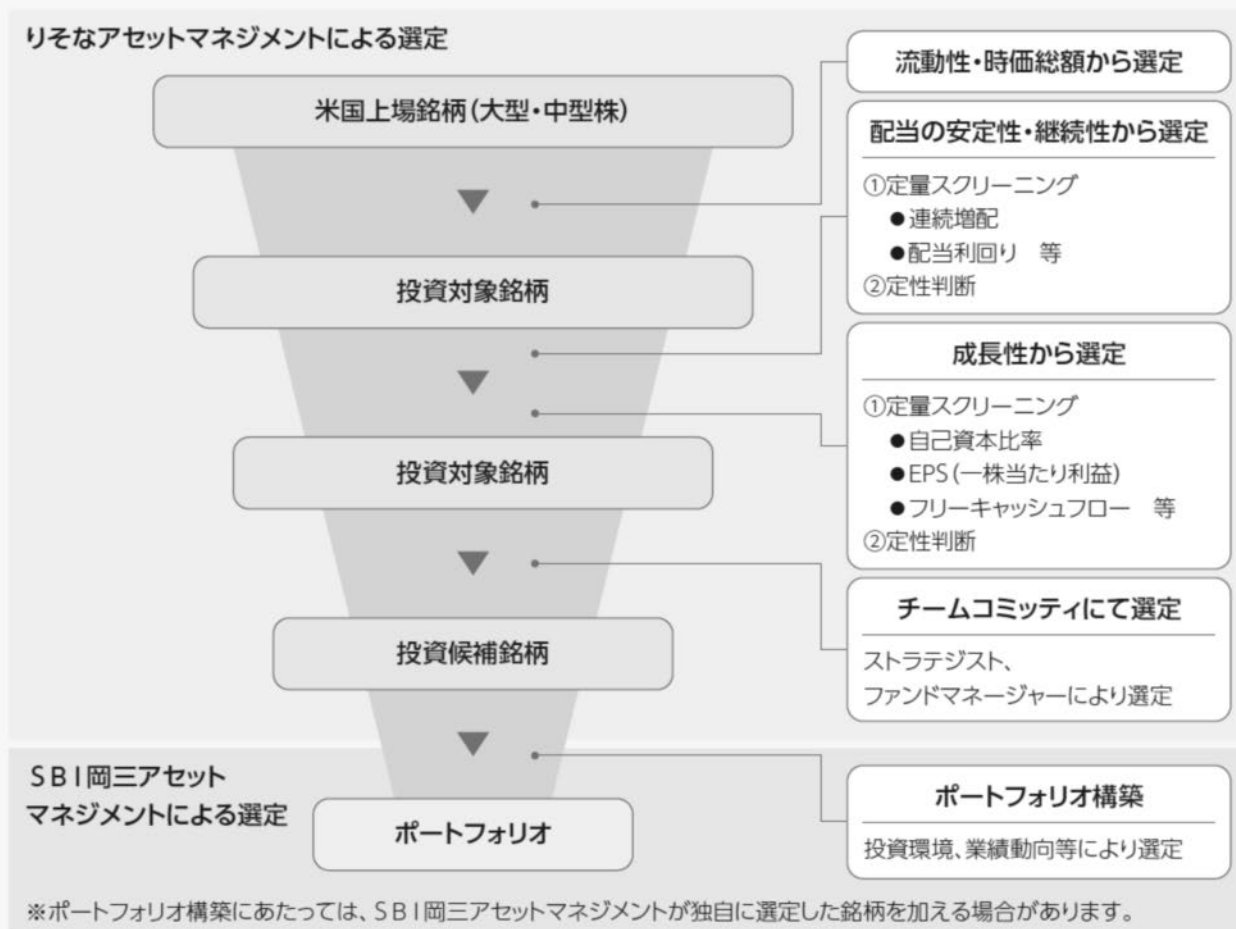 りそなアセットマネジメントによる選定
米国上場銘柄(大型・中型株)
投資対象銘柄
投資対象銘柄
投資候補銘柄
流動性・時価総額から選定
配当の安定性・継続性から選定
①定量スクリーニング
●連続増配
●配当利回り 等
②定性判断
成長性から選定
①定量スクリーニング
●自己資本比率
●EPS(一株当たり利益)
●フリーキャッシュフロー 等
②定性判断
チームコミッティにて選定
ストラテジスト、
ファンドマネージャーにより選定
SBI岡三アセット
マネジメントによる選定
ポートフォリオ
ポートフォリオ構築
投資環境、業績動向等により選定
※ポートフォリオ構築にあたっては、SBI岡三アセットマネジメントが独自に選定した銘柄を加える場合があります。